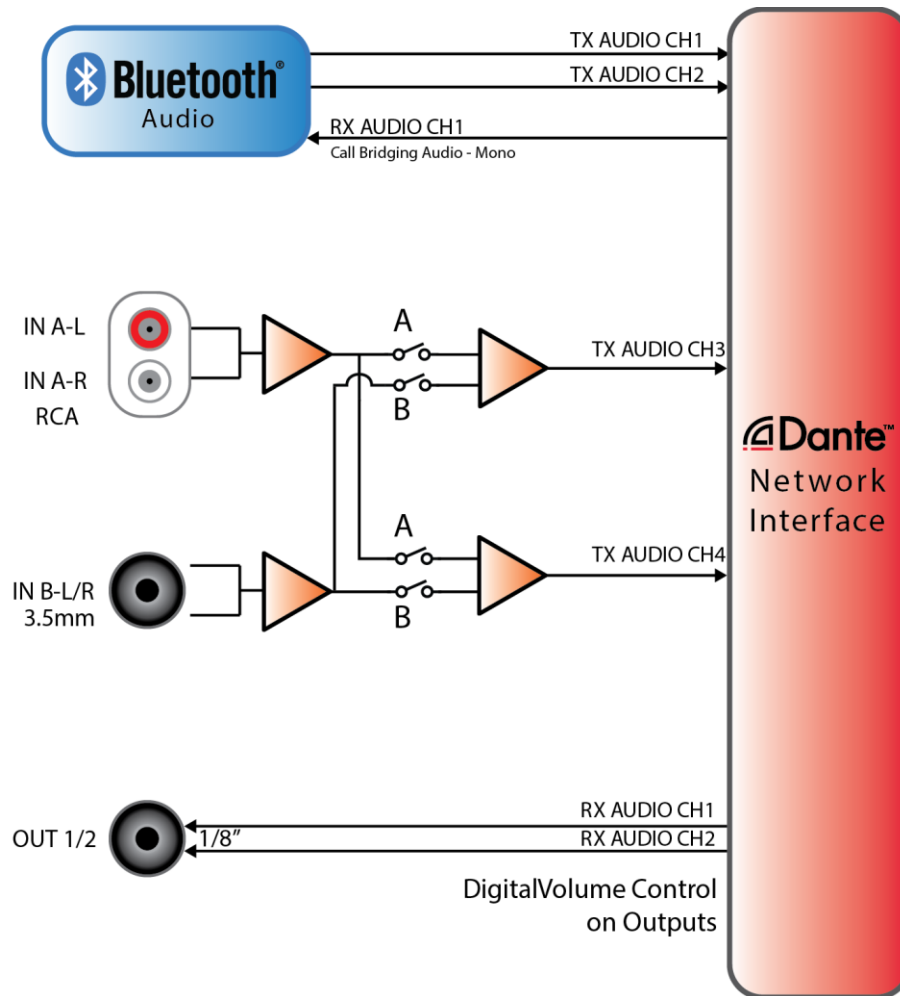 TX AUDIO CH1
Bluetooth®
TX AUDIO CH2
Audio
RX AUDIO CH1
Call Bridging Audio - Mono
IN A-L
A
TX AUDIO CH3
IN A-R
B
RCA
Dante™
Network
Interface
A
TX AUDIO CH4
IN B-L/R
3.5mm
B
RX AUDIO CH1
OUT 1/2
1/8”
RX AUDIO CH2
DigitalVolume Control
on Outputs